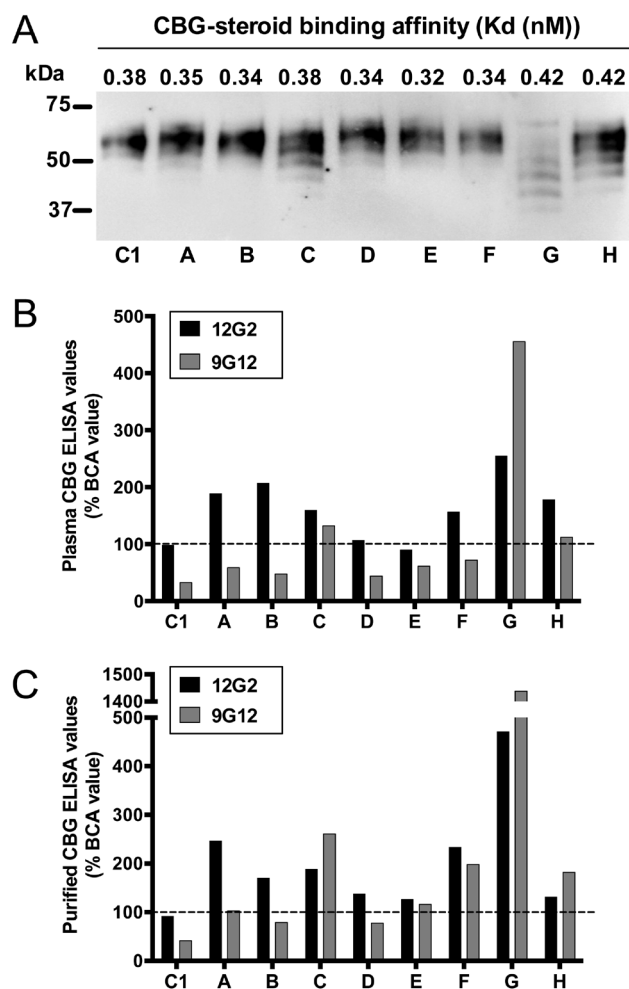 A
CBG-steroid binding affinity (Kd (nM))
kDa
0.38 0.35 0.34 0.38 0.34 0.32 0.34 0.42 0.42
75
50
37
C1 A B C D E F G H
B
Plasma CBG ELISA values
(% BCA value)
500
400
300
200
100
0
12G2
9G12
C1 A B C D E F G H
C
Purified CBG ELISA values
(% BCA value)
1500
1400
500
400
300
200
100
0
12G2
9G12
C1 A B C D E F G H